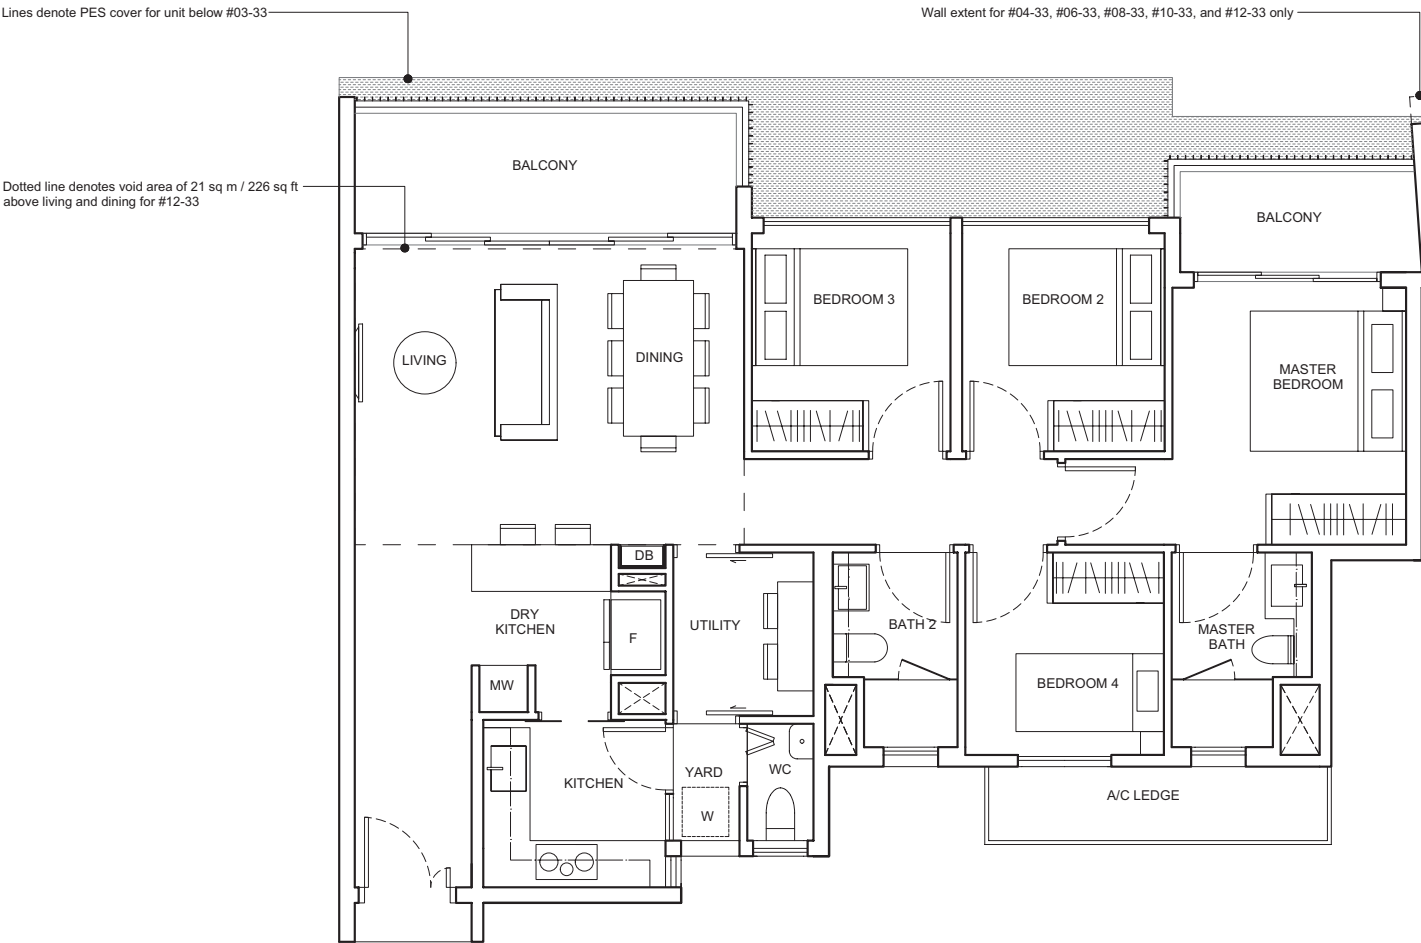 Lines denote PES cover for unit below #03-33
Wall extent for #04-33, #06-33, #08-33, #10-33, and #12-33 only
BALCONY
Dotted line denotes void area of 21 sq m / 226 sq ft
above living and dining for #12-33
BALCONY
BEDROOM 3
BEDROOM 2
LIVING
DINING
MASTER
BEDROOM
DB
DRY
KITCHEN
F
UTILITY
BATH 2
MASTER
BATH
MW
BEDROOM 4
KITCHEN
YARD
WC
W
A/C LEDGE